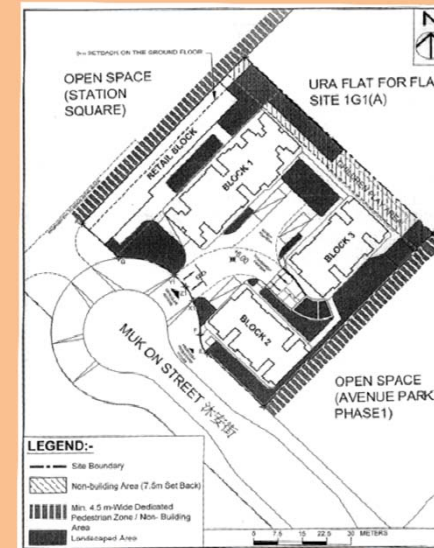 N
SETBACK ON THE GROUND FLOOR
OPEN SPACE
(STATION
SQUARE)
URA FLAT FOR FLA
SITE 1G1(A)
RETAIL BLOCK
BLOCK 1
BLOCK 3
BLOCK 2
MUK ON STREET 沐安街
OPEN SPACE
(AVENUE PARK
PHASE1)
LEGEND:-
Site Boundary
Non-building Area (7.5m Set Back)
Min. 4.5 m-Wide Dedicated
Pedestrian Zone / Non- Building
Area
Landscaped Area
0 7.5 15 22.5 30 METERS